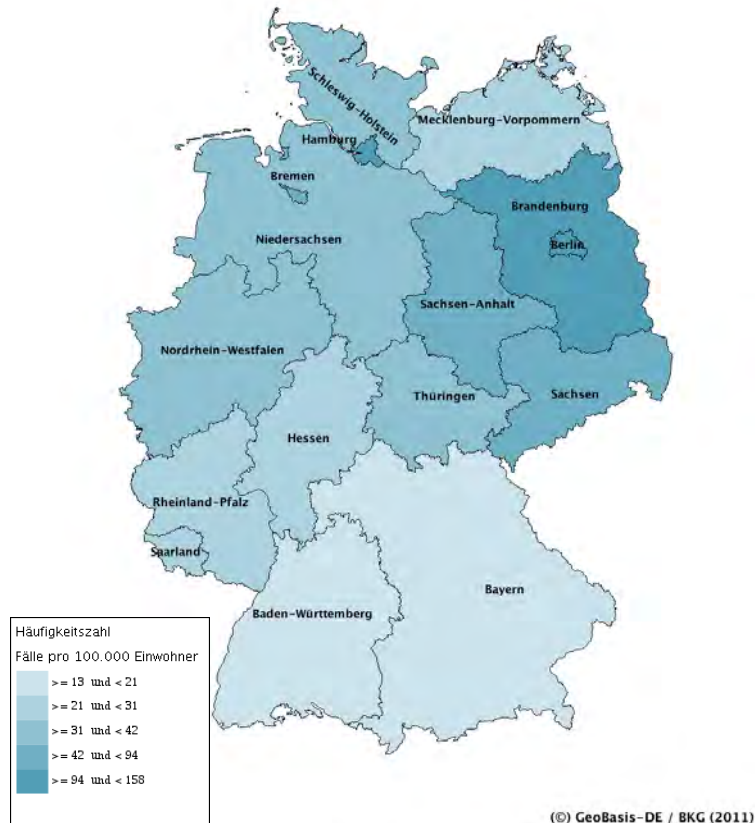 Schleswig-Holstein
Mecklenburg-Vorpommern
Hamburg
Bremen
Brandenburg
Niedersachsen
Berlin
Sachsen-Anhalt
Nordrhein-Westfalen
Thüringen
Sachsen
Hessen
Rheinland-Pfalz
Saarland
Bayern
Baden-Württemberg
Häufigkeitszahl
Fälle pro 100.000 Einwohner
>= 13 und < 21
>= 21 und < 31
>= 31 und < 42
>= 42 und < 94
>= 94 und < 158
(©) GeoBasis-DE / BKG (2011)